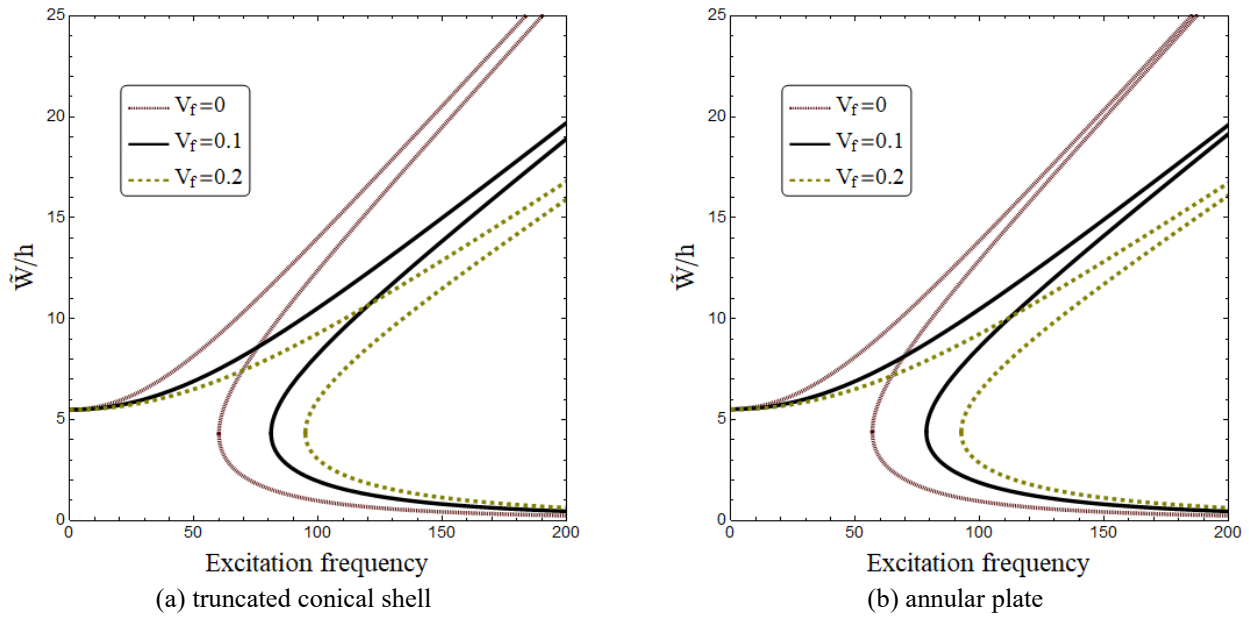 25
20
15
10
5
0
W̃/h
V_f=0
V_f=0.1
V_f=0.2
0 50 100 150 200
Excitation frequency
(a) truncated conical shell
25
20
15
10
5
0
W̃/h
V_f=0
V_f=0.1
V_f=0.2
0 50 100 150 200
Excitation frequency
(b) annular plate